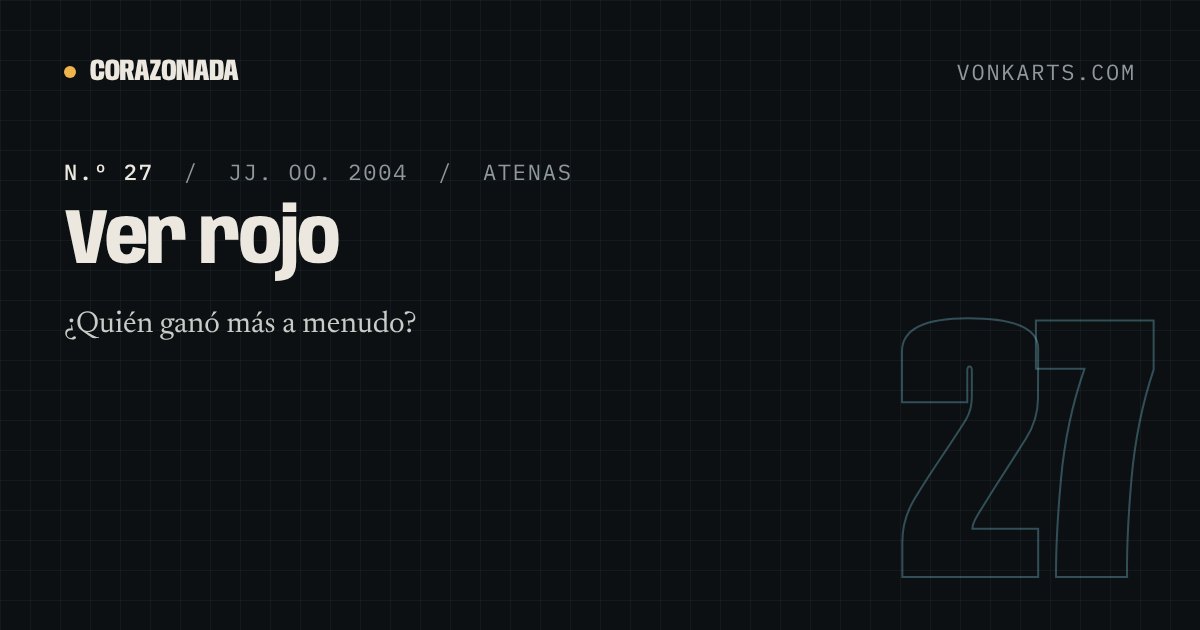 CORAZONADA
VONKARTS.COM
N.º 27 / JJ. OO. 2004 / ATENAS
Ver rojo
¿Quién ganó más a menudo?
27